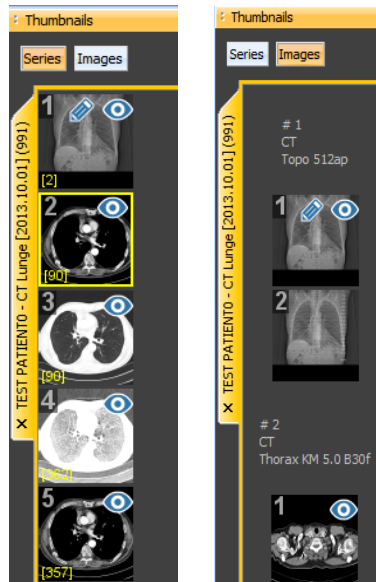 Thumbnails
Series Images
× TEST PATIENT0 - CT Lunge [2013.10.01] (991)
1
[2]
2
[90]
3
[90]
4
5
[357]
Thumbnails
Series Images
× TEST PATIENT0 - CT Lunge [2013.10.01] (991)
# 1
CT
Topo 512ap
1
2
# 2
CT
Thorax KM 5.0 B30f
1